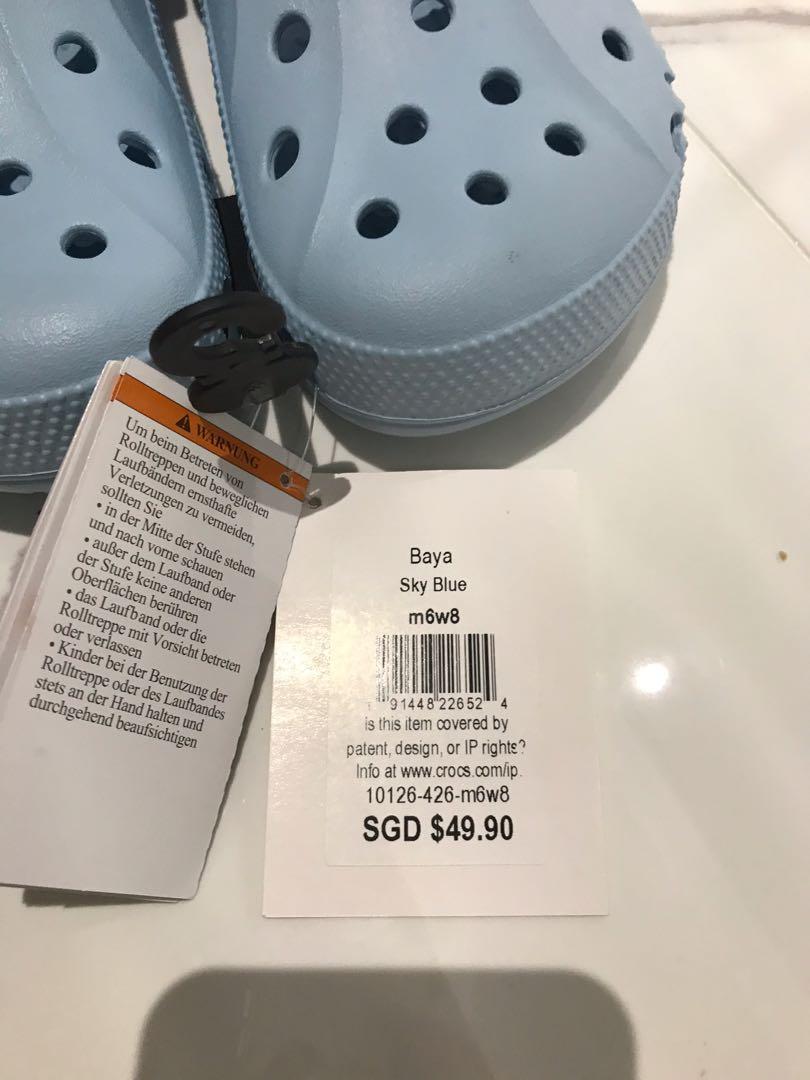 WARNUNG
Um beim Betreten von
Rolltreppen und beweglichen
Laufbändern ernsthafte
Verletzungen zu vermeiden,
sollten Sie
• in der Mitte der Stufe stehen
und nach vorne schauen
• außer dem Laufband oder
der Stufe keine anderen
Oberflächen berühren
• das Laufband oder die
Rolltreppe mit Vorsicht betreten
oder verlassen
• Kinder bei der Benutzung der
Rolltreppe oder des Laufbandes
stets an der Hand halten und
durchgehend beaufsichtigen
Baya
Sky Blue
m6w8
91448 22652 4
is this item covered by
patent, design, or IP rights?
Info at www.crocs.com/ip.
10126-426-m6w8
SGD $49.90